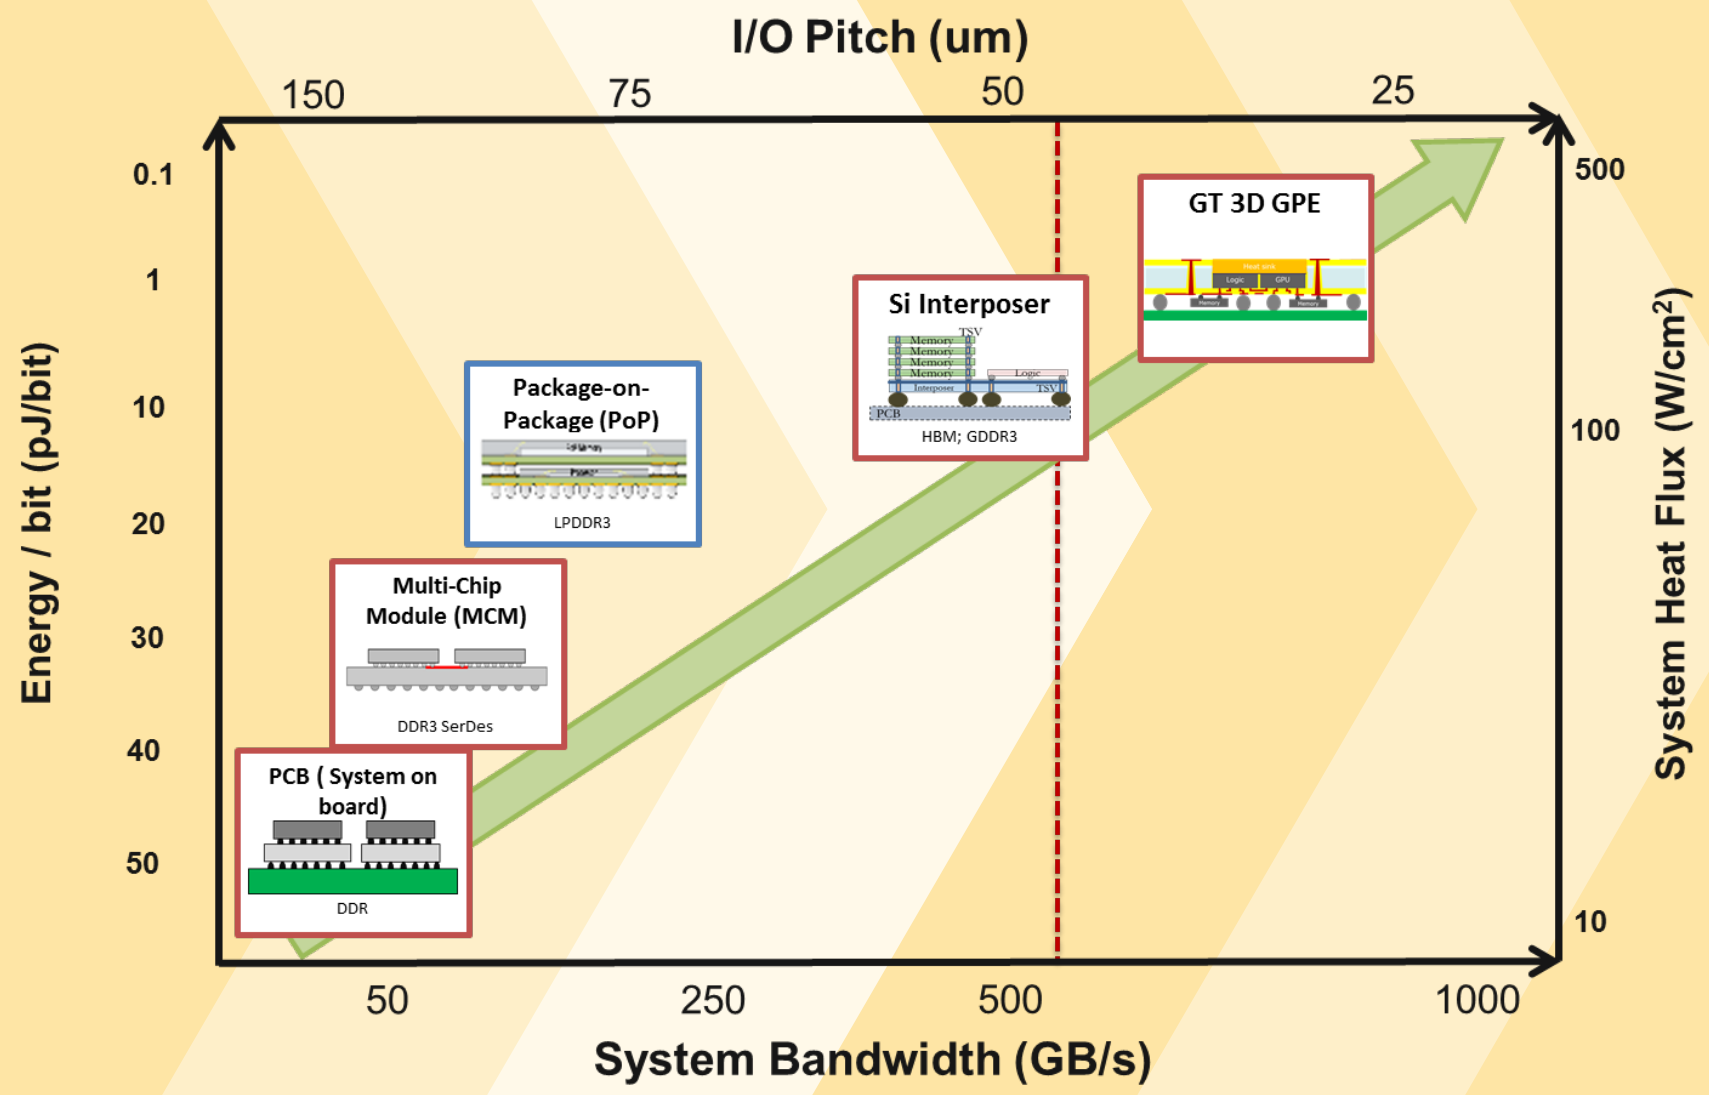 I/O Pitch (um)
150
75
50
25
0.1
1
10
20
30
40
50
Energy / bit (pJ/bit)
500
100
10
System Heat Flux (W/cm²)
GT 3D GPE
Heat sink
Logic
GPU
Memory
Memory
Si Interposer
TSV
Memory
Memory
Memory
Memory
Logic
Interposer
TSV
PCB
HBM; GDDR3
Package-on-
Package (PoP)
LPDDR3
Multi-Chip
Module (MCM)
DDR3 SerDes
PCB ( System on
board)
DDR
50
250
500
1000
System Bandwidth (GB/s)